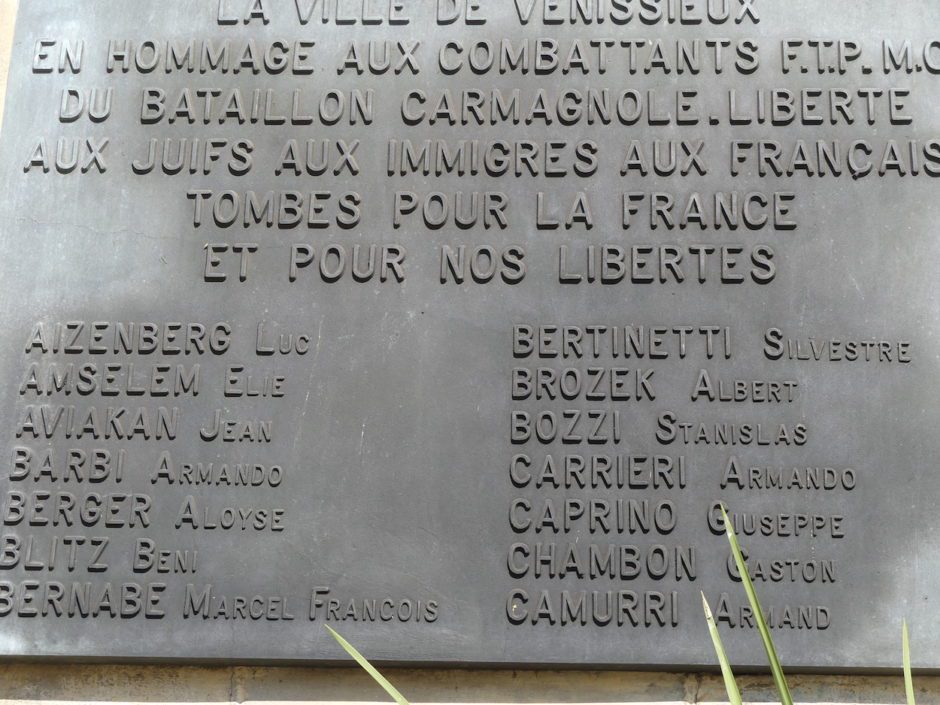 LA VILLE DE VENISSIEUX
EN HOMMAGE AUX COMBATTANTS F.T.P. M.O
DU BATAILLON CARMAGNOLE.LIBERTE
AUX JUIFS AUX IMMIGRES AUX FRANÇAIS
TOMBES POUR LA FRANCE
ET POUR NOS LIBERTES
AIZENBERG LUC
AMSELEM ELIE
AVIAKAN JEAN
BARBI ARMANDO
BERGER ALOYSE
BLITZ BENI
BERNABE MARCEL FRANCOIS
BERTINETTI SILVESTRE
BROZEK ALBERT
BOZZI STANISLAS
CARRIERI ARMANDO
CAPRINO GIUSEPPE
CHAMBON GASTON
CAMURRI ARMAND